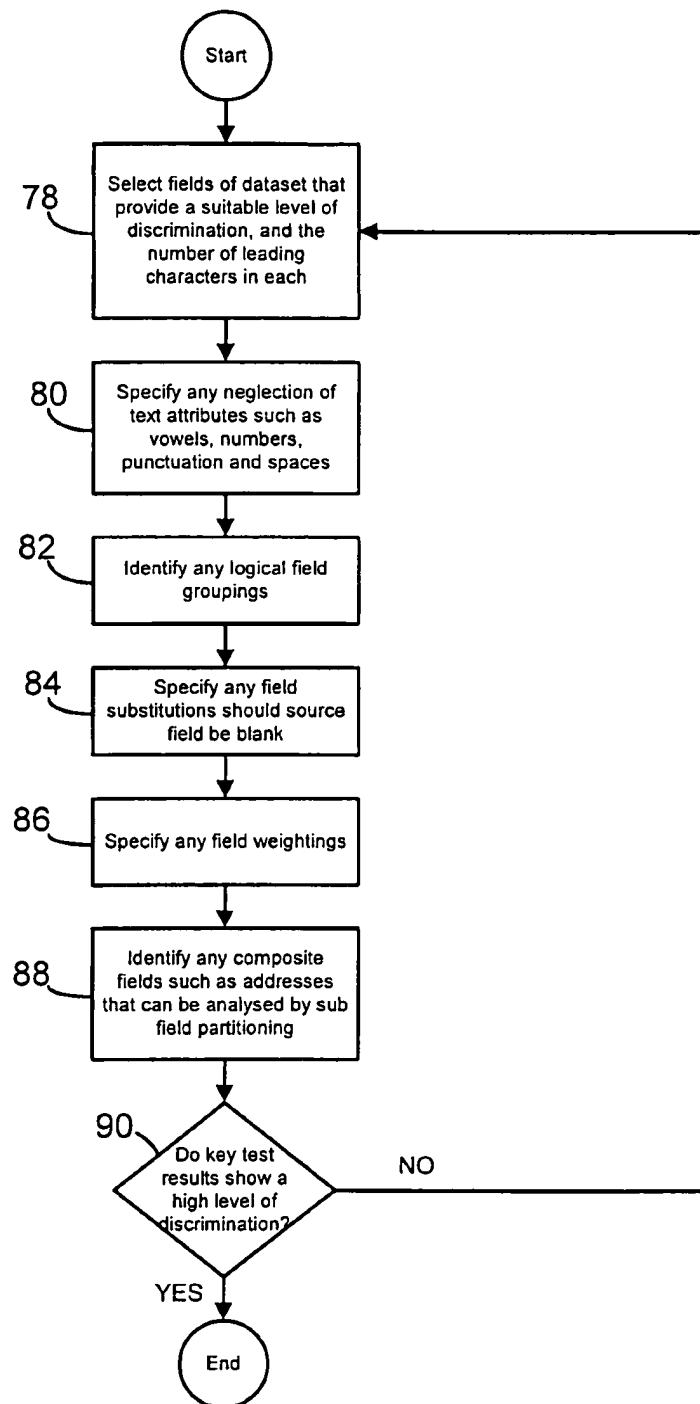 Start
78
Select fields of dataset that
provide a suitable level of
discrimination, and the
number of leading
characters in each
80
Specify any neglection of
text attributes such as
vowels, numbers,
punctuation and spaces
82
Identify any logical field
groupings
84
Specify any field
substitutions should source
field be blank
86
Specify any field weightings
88
Identify any composite
fields such as addresses
that can be analysed by sub
field partitioning
90
Do key test
results show a
high level of
discrimination?
NO
YES
End